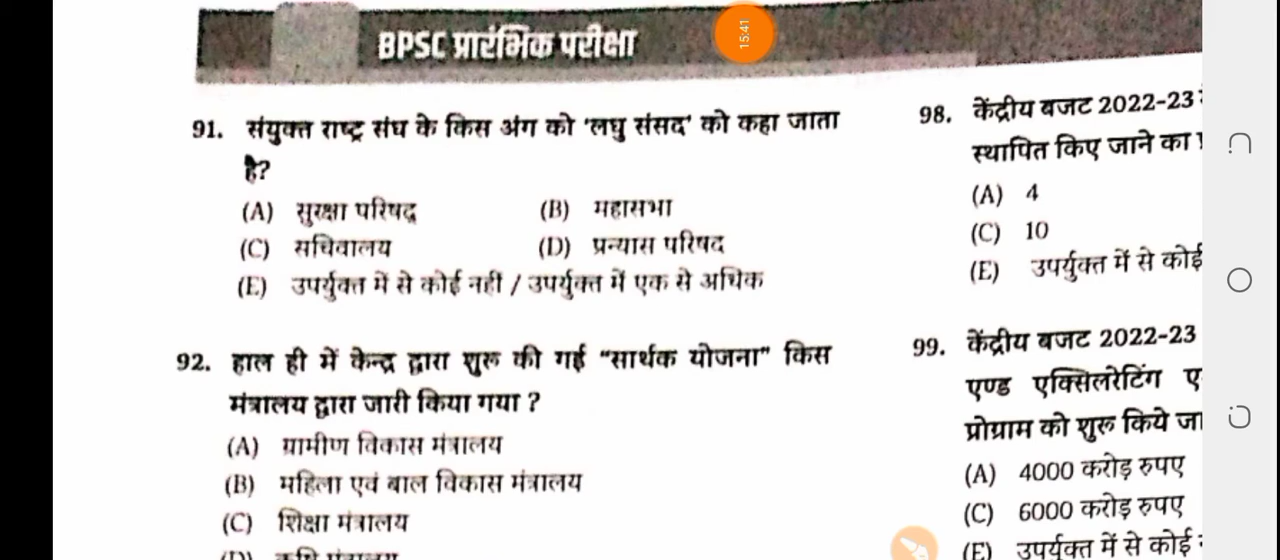 BPSC प्रारंभिक परीक्षा
15:41
91. संयुक्त राष्ट्र संघ के किस अंग को 'लघु संसद' को कहा जाता
है?
(A) सुरक्षा परिषद्
(B) महासभा
(C) सचिवालय
(D) प्रन्यास परिषद
(E) उपर्युक्त में से कोई नहीं / उपर्युक्त में एक से अधिक
92. हाल ही में केन्द्र द्वारा शुरू की गई "सार्थक योजना" किस
मंत्रालय द्वारा जारी किया गया ?
(A) ग्रामीण विकास मंत्रालय
(B) महिला एवं बाल विकास मंत्रालय
(C) शिक्षा मंत्रालय
(D) कृषि मंत्रालय
98. केंद्रीय बजट 2022-23
स्थापित किए जाने का
(A) 4
(C) 10
(E) उपर्युक्त में से कोई
99. केंद्रीय बजट 2022-23
एण्ड एक्सिलरेटिंग
प्रोग्राम को शुरू किये
(A) 4000 करोड़ रुपए
(C) 6000 करोड़ रुपए
(E) उपर्युक्त में से कोई